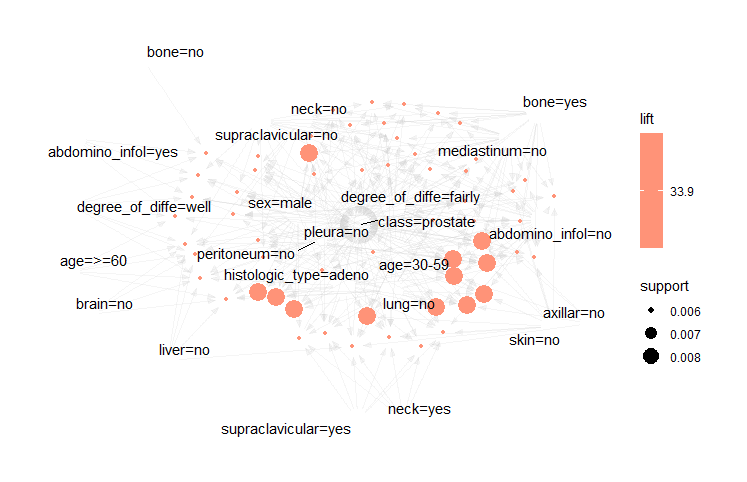 bone=no
bone=yes
neck=no
lift
supraclavicular=no
abdomino_infol=yes
mediastinum=no
33.9
degree_of_diffe=fairly
sex=male
degree_of_diffe=well
class=prostate
pleura=no
abdomino_infol=no
peritoneum=no
age=>=60
age=30-59
histologic_type=adeno
support
brain=no
lung=no
0.006
axillar=no
0.007
skin=no
liver=no
0.008
neck=yes
supraclavicular=yes